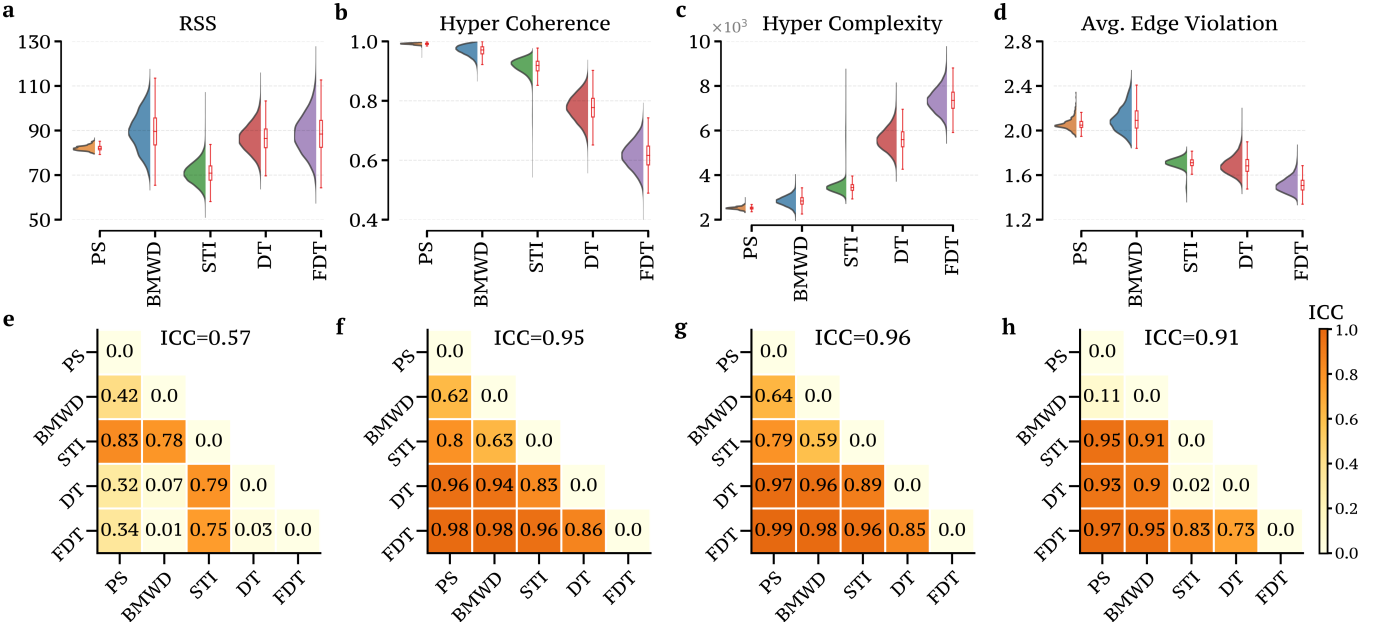 a
RSS
130
110
90
70
50
PS
BMWD
STI
DT
FDT
b
Hyper Coherence
1.0
0.8
0.6
0.4
PS
BMWD
STI
DT
FDT
c
×10³
Hyper Complexity
10
8
6
4
2
PS
BMWD
STI
DT
FDT
d
Avg. Edge Violation
2.8
2.4
2.0
1.6
1.2
PS
BMWD
STI
DT
FDT
e
ICC=0.57
PS 0.0
BMWD 0.42 0.0
STI 0.83 0.78 0.0
DT 0.32 0.07 0.79 0.0
FDT 0.34 0.01 0.75 0.03 0.0
PS BMWD STI DT FDT
f
ICC=0.95
PS 0.0
BMWD 0.62 0.0
STI 0.8 0.63 0.0
DT 0.96 0.94 0.83 0.0
FDT 0.98 0.98 0.96 0.86 0.0
PS BMWD STI DT FDT
g
ICC=0.96
PS 0.0
BMWD 0.64 0.0
STI 0.79 0.59 0.0
DT 0.97 0.96 0.89 0.0
FDT 0.99 0.98 0.96 0.85 0.0
PS BMWD STI DT FDT
h
ICC=0.91
PS 0.0
BMWD 0.11 0.0
STI 0.95 0.91 0.0
DT 0.93 0.9 0.02 0.0
FDT 0.97 0.95 0.83 0.73 0.0
PS BMWD STI DT FDT
ICC
1.0
0.8
0.6
0.4
0.2
0.0